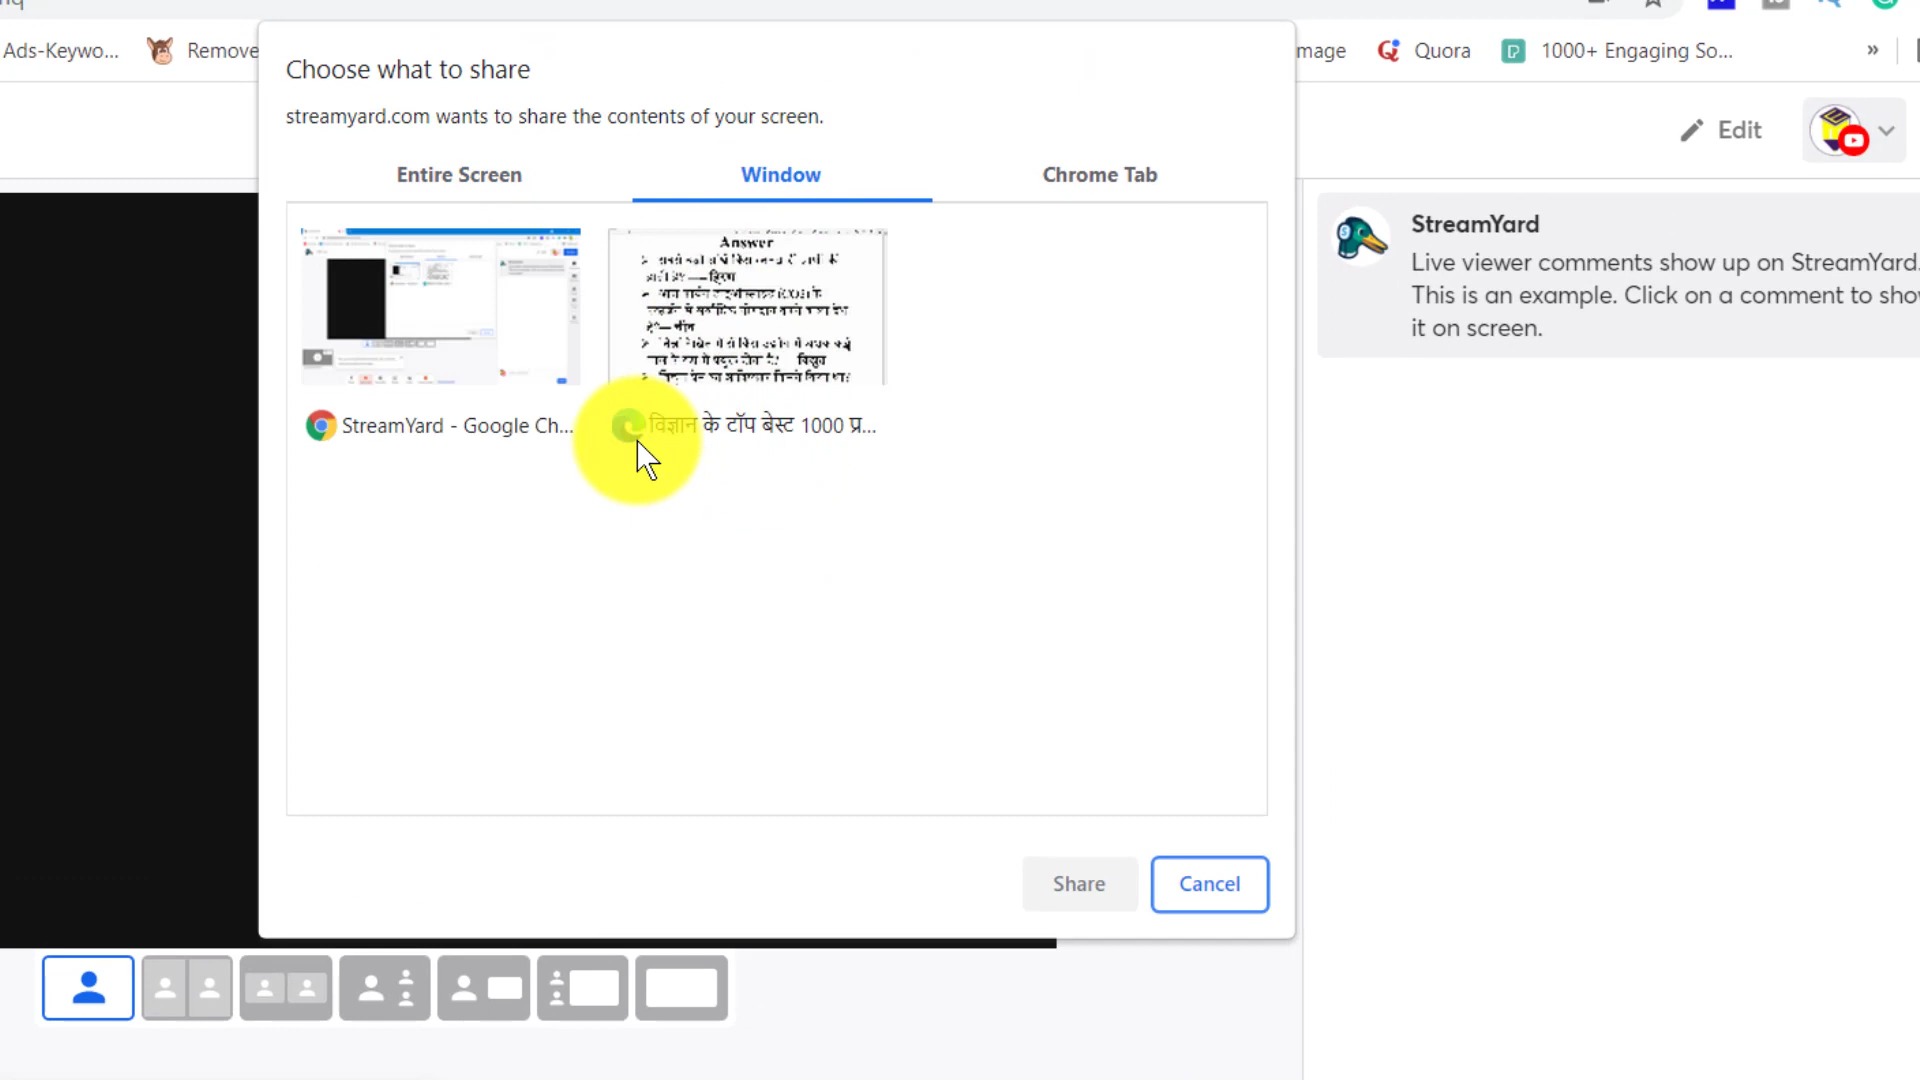 Ads-Keywo...
Remove
mage
Quora
1000+ Engaging So...
»
Choose what to share
streamyard.com wants to share the contents of your screen.
Entire Screen
Window
Chrome Tab
Edit
StreamYard
Live viewer comments show up on StreamYard.
This is an example. Click on a comment to show
it on screen.
Answer
StreamYard - Google Ch...
विज्ञान के टॉप बेस्ट 1000 प्र...
Share
Cancel